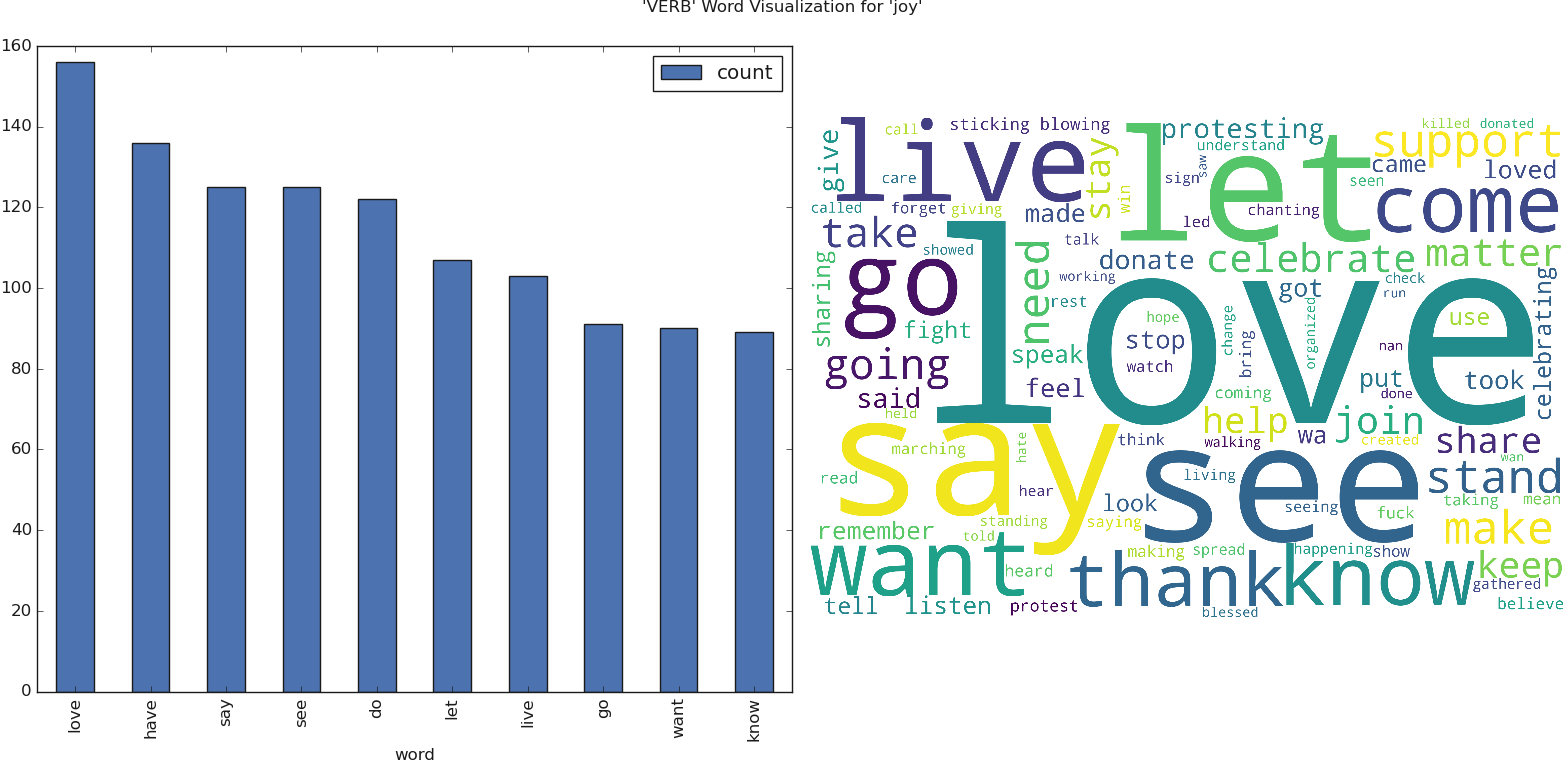 'VERB' Word Visualization for 'joy'
160
140
120
100
80
60
40
20
0
count
love
have
say
see
do
let
live
go
want
know
word
call
sticking
blowing
protesting
killed
donated
live
let
support
give
stay
understand
saw
came
loved
care
win
sign
seen
come
called
forget
giving
made
led
chanting
take
showed
talk
donate
celebrate
matter
sharing
go
need
working
love
got
check
run
celebrating
rest
fight
hope
change
organized
use
speak
stop
nan
going
watch
bring
put
took
feel
coming
done
said
held
help
join
say
think
walking
wa
created
share
marching
hate
see
wan
read
living
stand
hear
look
seeing
taking
mean
standing
saying
fuck
make
remember
told
want
making
spread
happening
show
keep
heard
thank
know
gathered
tell
listen
protest
blessed
believe